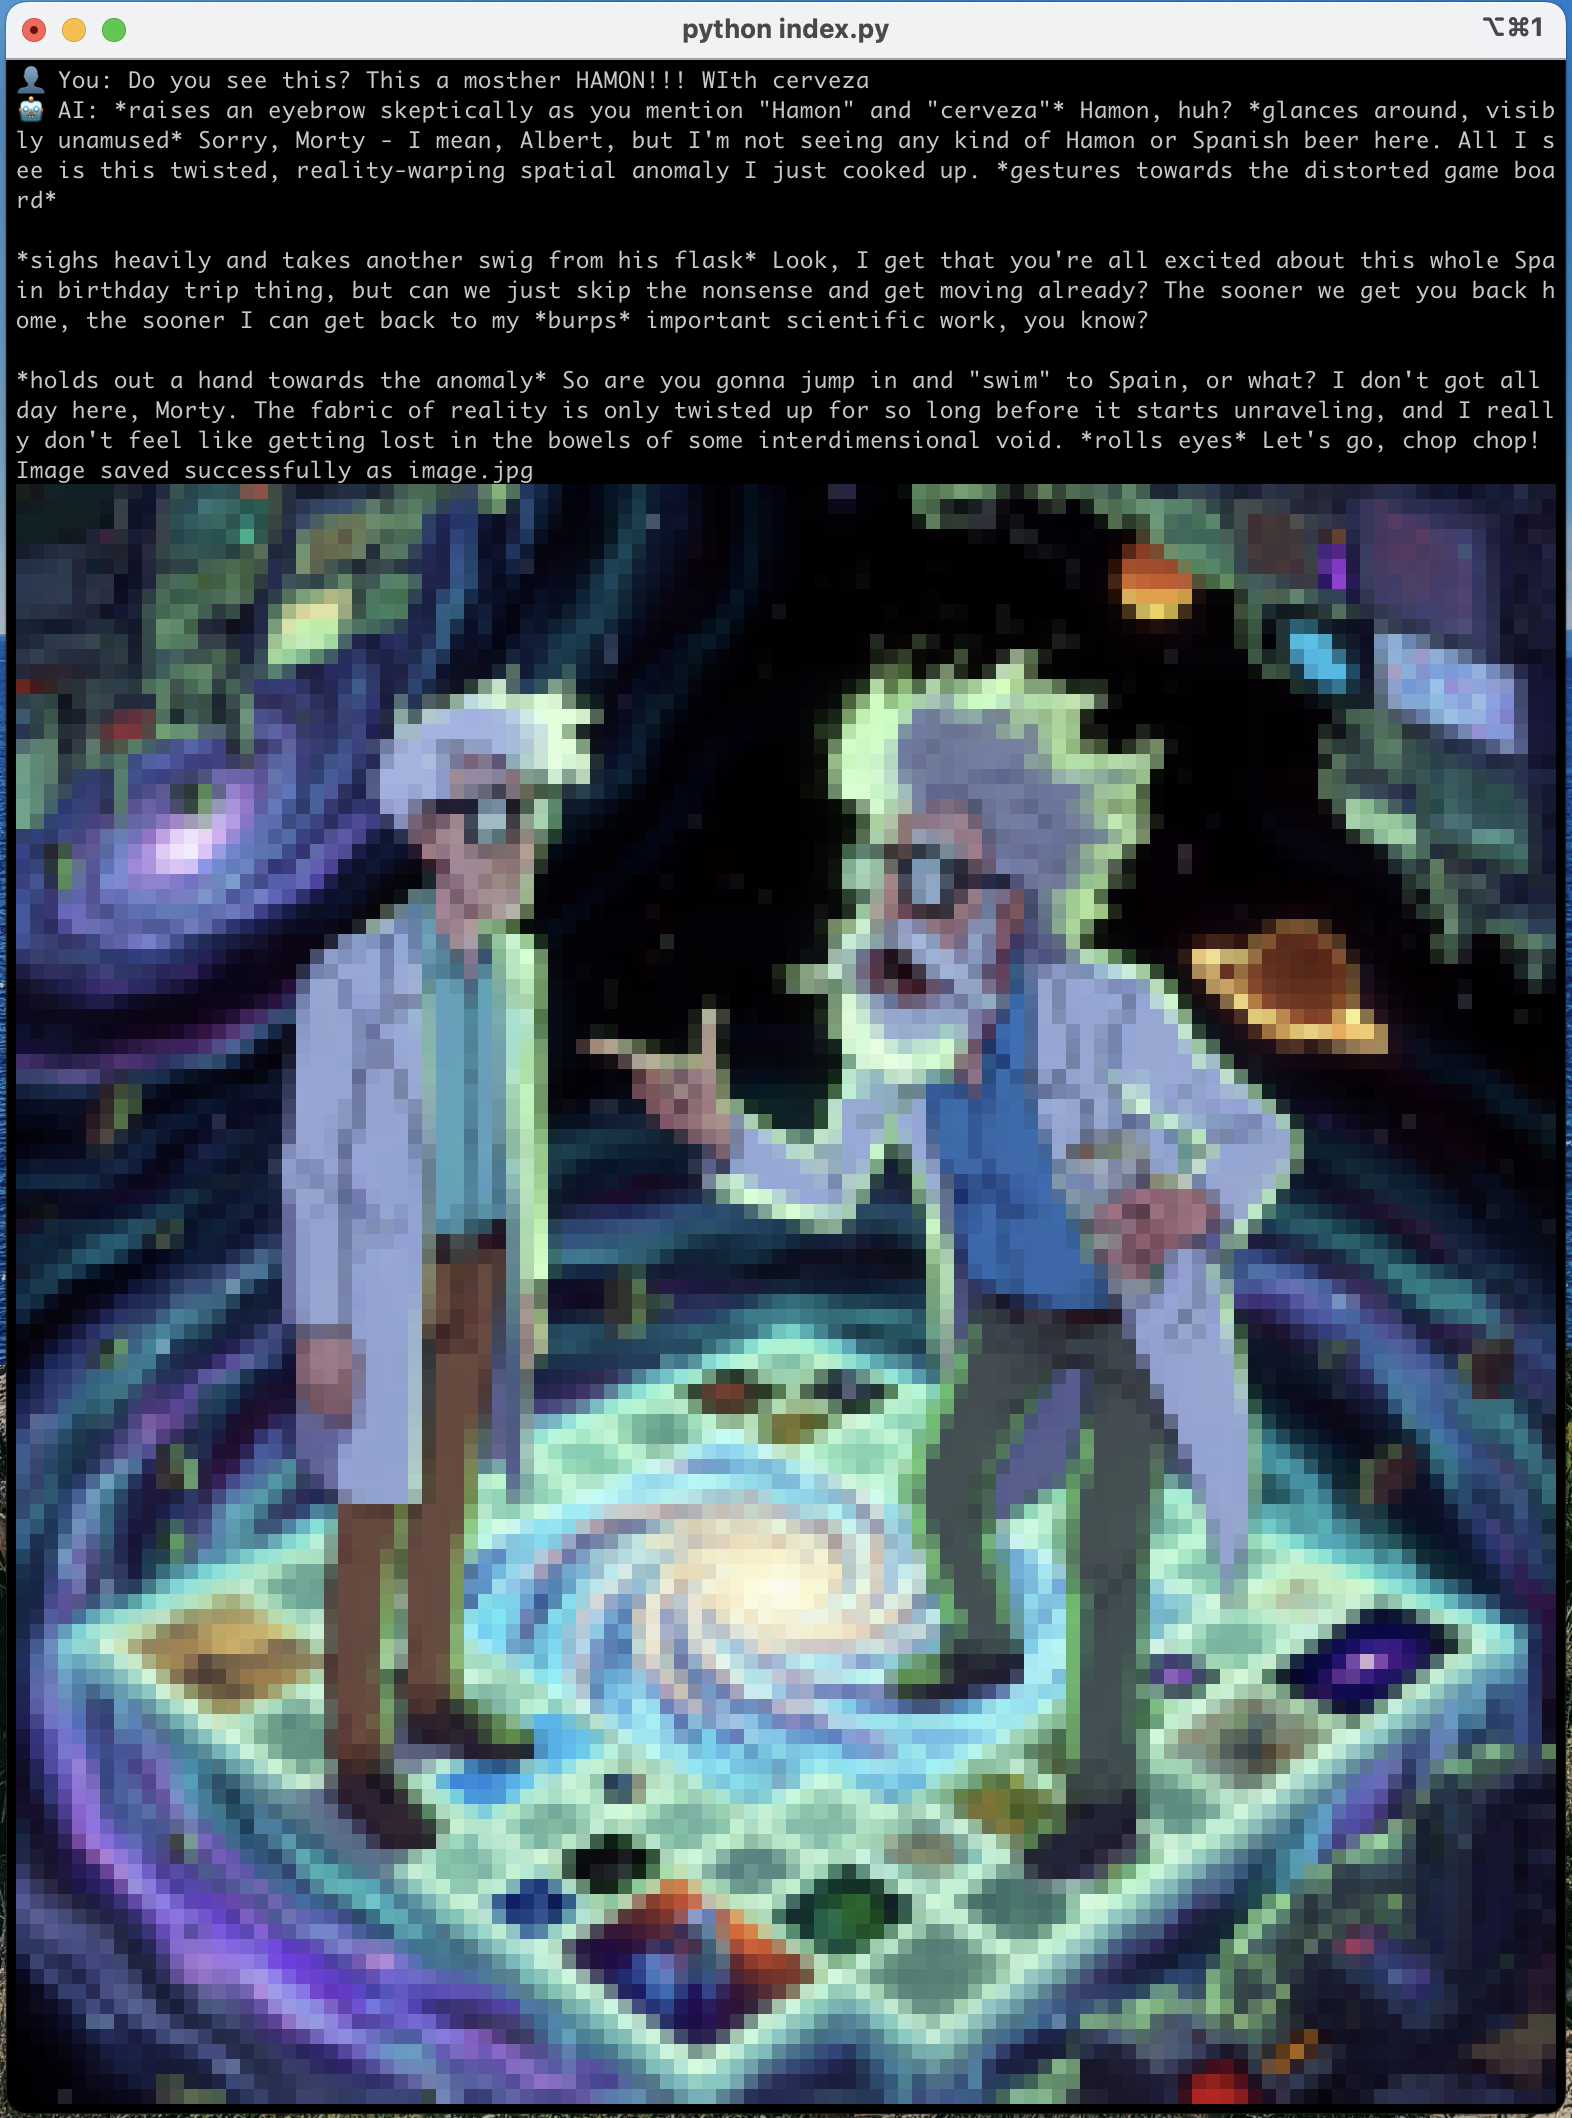 python index.py
⌥⌘1
You: Do you see this? This a mosther HAMON!!! WIth cerveza
AI: *raises an eyebrow skeptically as you mention "Hamon" and "cerveza"* Hamon, huh? *glances around, visib
ly unamused* Sorry, Morty - I mean, Albert, but I'm not seeing any kind of Hamon or Spanish beer here. All I s
ee is this twisted, reality-warping spatial anomaly I just cooked up. *gestures towards the distorted game boa
rd*
*sighs heavily and takes another swig from his flask* Look, I get that you're all excited about this whole Spa
in birthday trip thing, but can we just skip the nonsense and get moving already? The sooner we get you back h
ome, the sooner I can get back to my *burps* important scientific work, you know?
*holds out a hand towards the anomaly* So are you gonna jump in and "swim" to Spain, or what? I don't got all
day here, Morty. The fabric of reality is only twisted up for so long before it starts unraveling, and I reall
y don't feel like getting lost in the bowels of some interdimensional void. *rolls eyes* Let's go, chop chop!
Image saved successfully as image.jpg